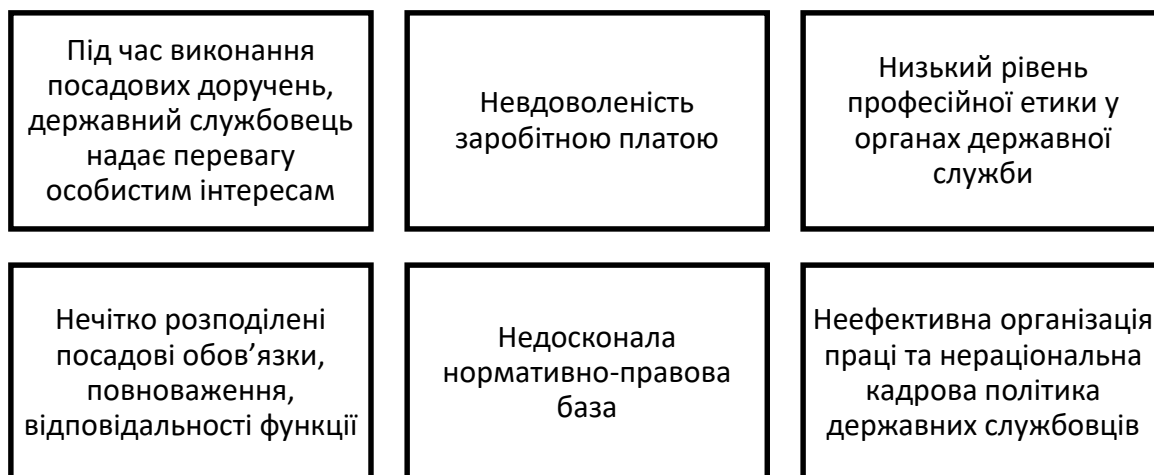 Під час виконання
посадових доручень,
державний службовець
надає перевагу
особистим інтересам
Невдоволеність
заробітною платою
Низький рівень
професійної етики у
органах державної
служби
Нечітко розподілені
посадові обов’язки,
повноваження,
відповідальності функції
Недосконала
нормативно-правова
база
Неефективна організація
праці та нераціональна
кадрова політика
державних службовців